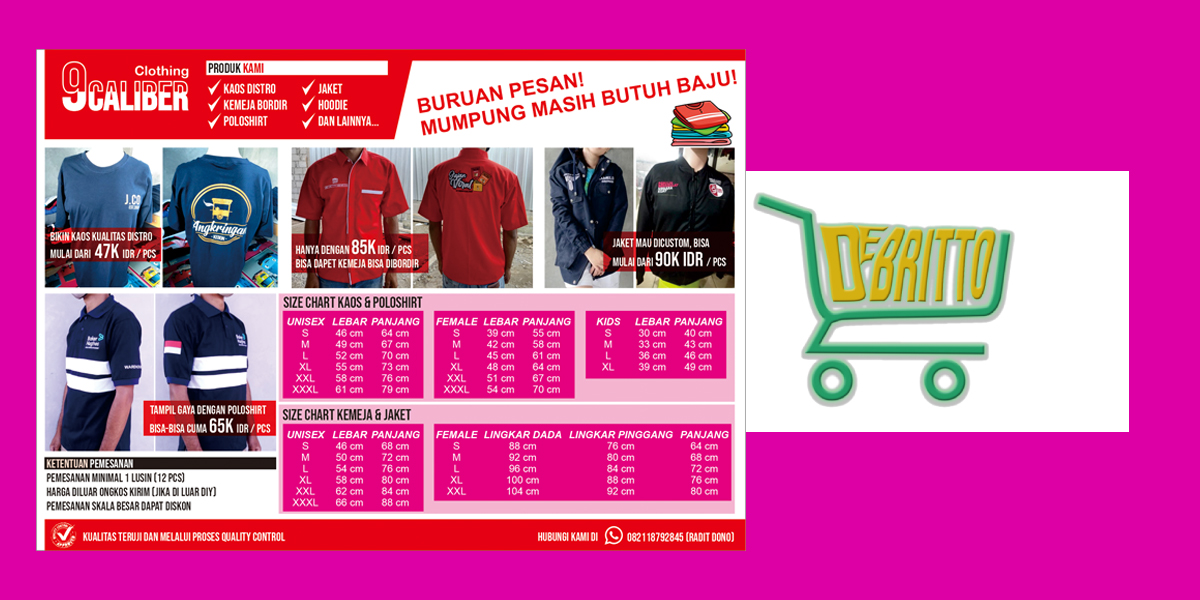 9 Clothing
CALIBER
PRODUK KAMI
KAOS DISTRO
KEMEJA BORDIR
POLOSHIRT
JAKET
HOODIE
DAN LAINNYA...
BURUAN PESAN!
MUMPUNG MASIH BUTUH BAJU!
J.CO
Angkringan
BIKIN KAOS KUALITAS DISTRO
MULAI DARI 47K IDR / PCS
HANYA DENGAN 85K IDR / PCS
BISA DAPET KEMEJA BISA DIBORDIR
JAKET MAU DICUSTOM, BISA
MULAI DARI 90K IDR / PCS
TAMPIL GAYA DENGAN POLOSHIRT
BISA-BISA CUMA 65K IDR / PCS
KETENTUAN PEMESANAN
PEMESANAN MINIMAL 1 LUSIN (12 PCS)
HARGA DILUAR ONGKOS KIRIM (JIKA DI LUAR DIY)
PEMESANAN SKALA BESAR DAPAT DISKON
SIZE CHART KAOS & POLOSHIRT
UNISEX LEBAR PANJANG
S 46 cm 64 cm
M 49 cm 67 cm
L 52 cm 70 cm
XL 55 cm 73 cm
XXL 58 cm 76 cm
XXXL 61 cm 79 cm
FEMALE LEBAR PANJANG
S 39 cm 55 cm
M 42 cm 58 cm
L 45 cm 61 cm
XL 48 cm 64 cm
XXL 51 cm 67 cm
XXXL 54 cm 70 cm
KIDS LEBAR PANJANG
S 30 cm 40 cm
M 33 cm 43 cm
L 36 cm 46 cm
XL 39 cm 49 cm
SIZE CHART KEMEJA & JAKET
UNISEX LEBAR PANJANG
S 46 cm 68 cm
M 50 cm 72 cm
L 54 cm 76 cm
XL 58 cm 80 cm
XXL 62 cm 84 cm
XXXL 66 cm 88 cm
FEMALE LINGKAR DADA LINGKAR PINGGANG PANJANG
S 88 cm 76 cm 64 cm
M 92 cm 80 cm 68 cm
L 96 cm 84 cm 72 cm
XL 100 cm 88 cm 76 cm
XXL 104 cm 92 cm 80 cm
KUALITAS TERUJI DAN MELALUI PROSES QUALITY CONTROL
HUBUNGI KAMI DI 082118792845 (RADIT DONO)
DEBRITTO